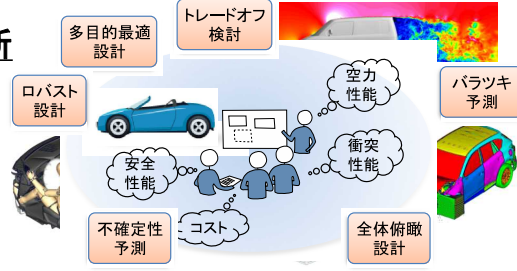 トレードオフ
検討
多目的最適
設計
ロバスト
設計
空力
性能
バラツキ
予測
衝突
性能
安全
性能
コスト
不確定性
予測
全体俯瞰
設計